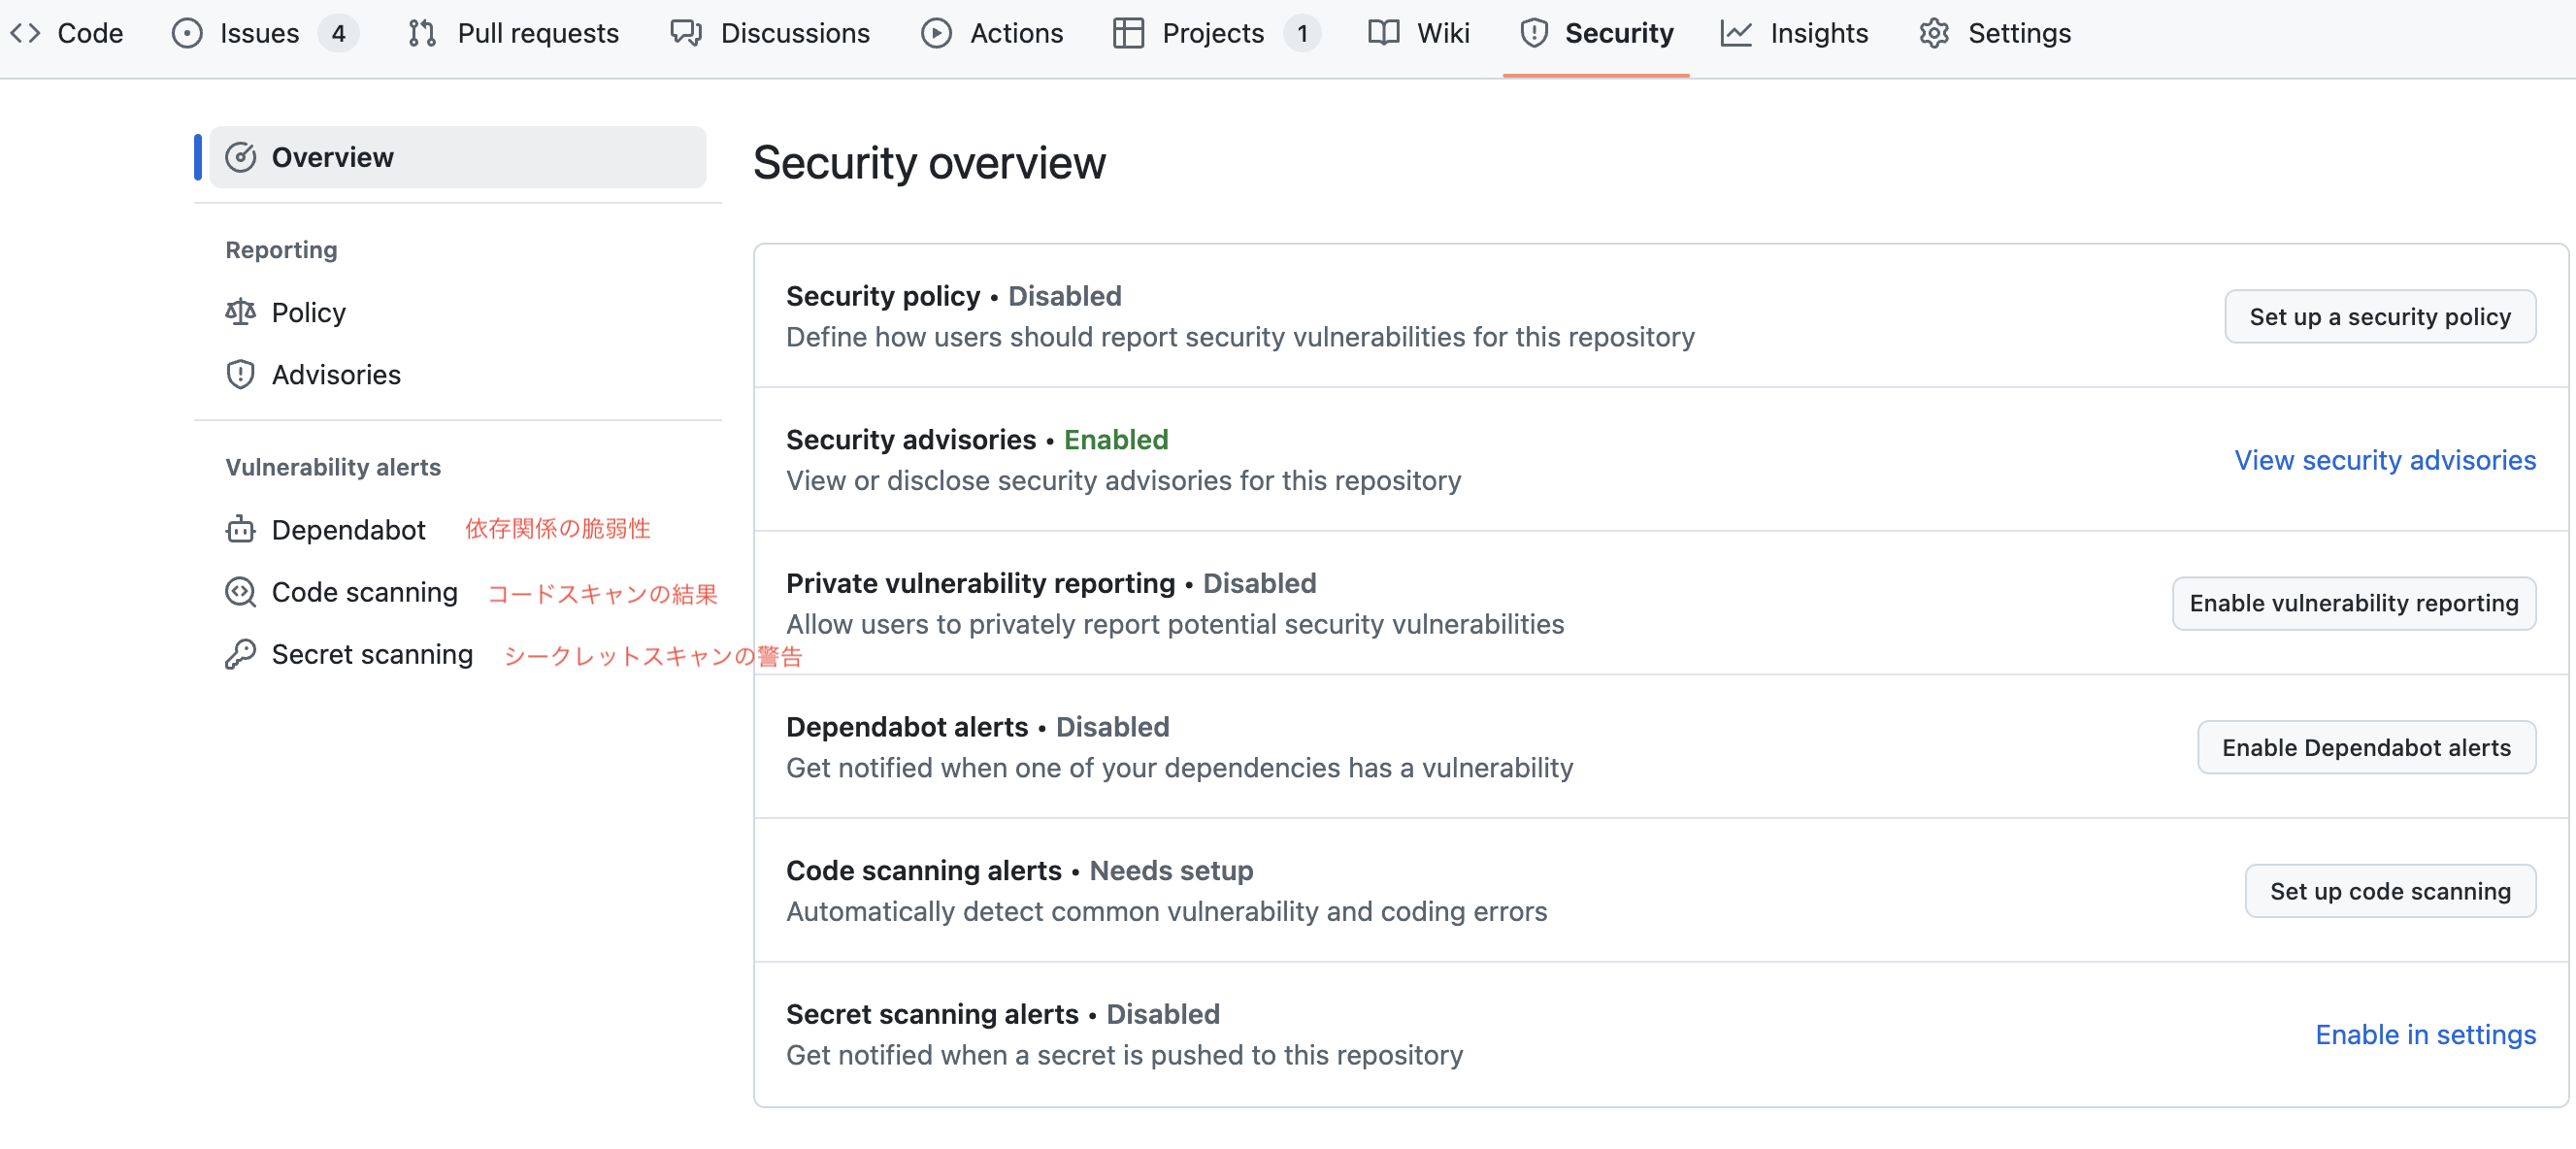 Code Issues 4 Pull requests Discussions Actions Projects 1 Wiki Security Insights Settings
Overview
Reporting
Policy
Advisories
Vulnerability alerts
Dependabot 依存関係の脆弱性
Code scanning コードスキャンの結果
Secret scanning シークレットスキャンの警告
Security overview
Security policy • Disabled
Define how users should report security vulnerabilities for this repository
Set up a security policy
Security advisories • Enabled
View or disclose security advisories for this repository
View security advisories
Private vulnerability reporting • Disabled
Allow users to privately report potential security vulnerabilities
Enable vulnerability reporting
Dependabot alerts • Disabled
Get notified when one of your dependencies has a vulnerability
Enable Dependabot alerts
Code scanning alerts • Needs setup
Automatically detect common vulnerability and coding errors
Set up code scanning
Secret scanning alerts • Disabled
Get notified when a secret is pushed to this repository
Enable in settings